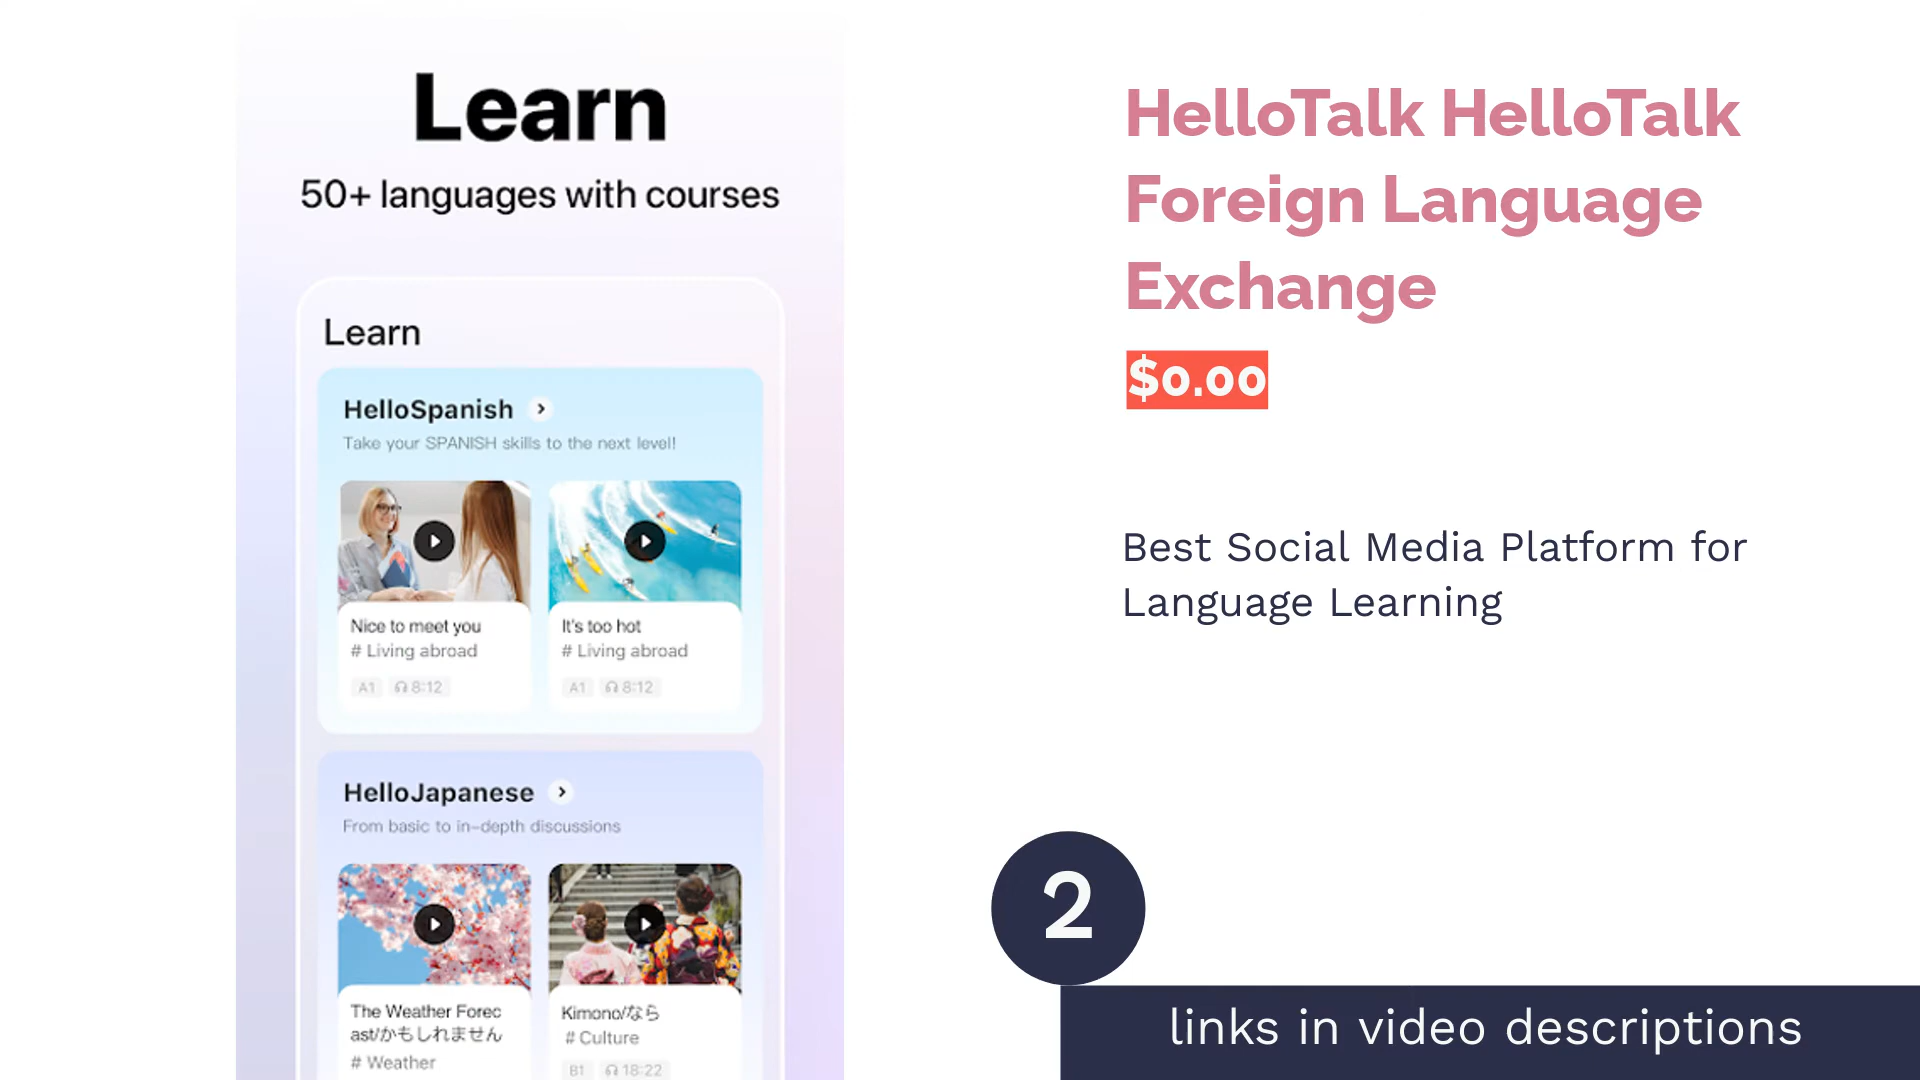 Learn
50+ languages with courses
Learn
HelloSpanish
Take your SPANISH skills to the next level!
Nice to meet you
# Living abroad
A1 8:12
It's too hot
# Living abroad
A1 8:12
HelloJapanese
From basic to in-depth discussions
The Weather Forec
ast/かもしれません
# Weather
Kimono/なら
# Culture
B1 18:22
HelloTalk HelloTalk
Foreign Language
Exchange
$0.00
Best Social Media Platform for
Language Learning
2
links in video descriptions